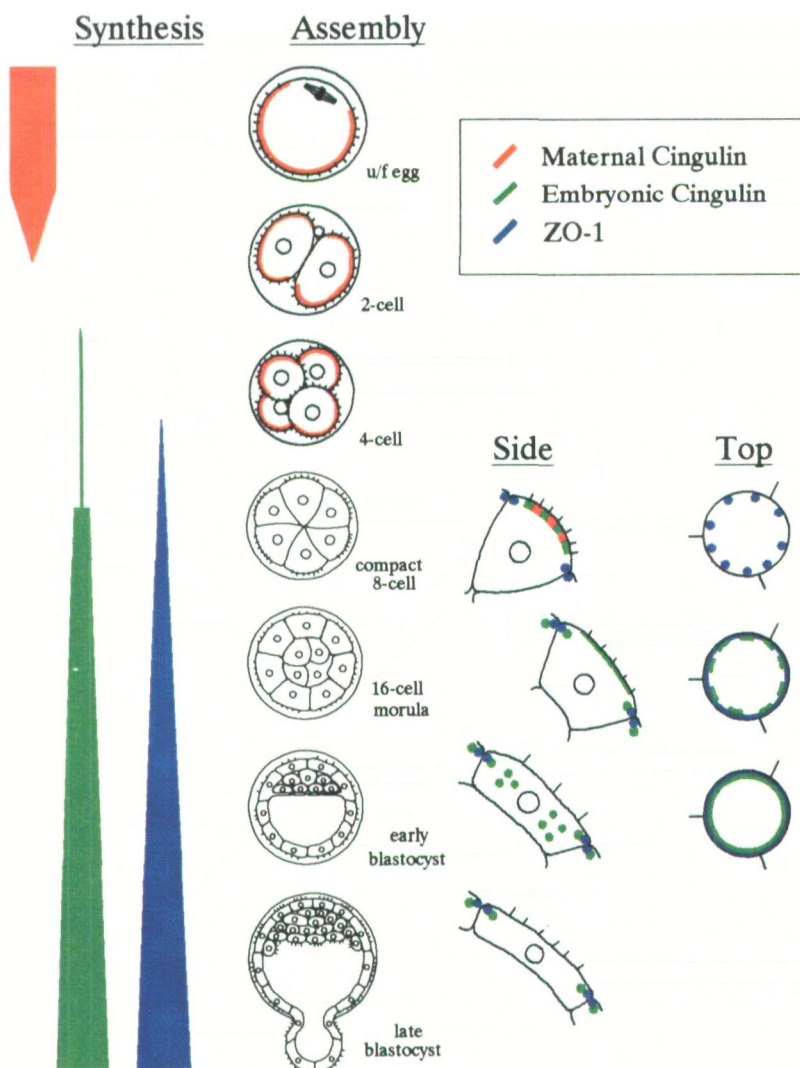 Synthesis
Assembly
Maternal Cingulin
Embryonic Cingulin
ZO-1
u/f egg
2-cell
4-cell
Side
Top
compact
8-cell
16-cell
morula
early
blastocyst
late
blastocyst